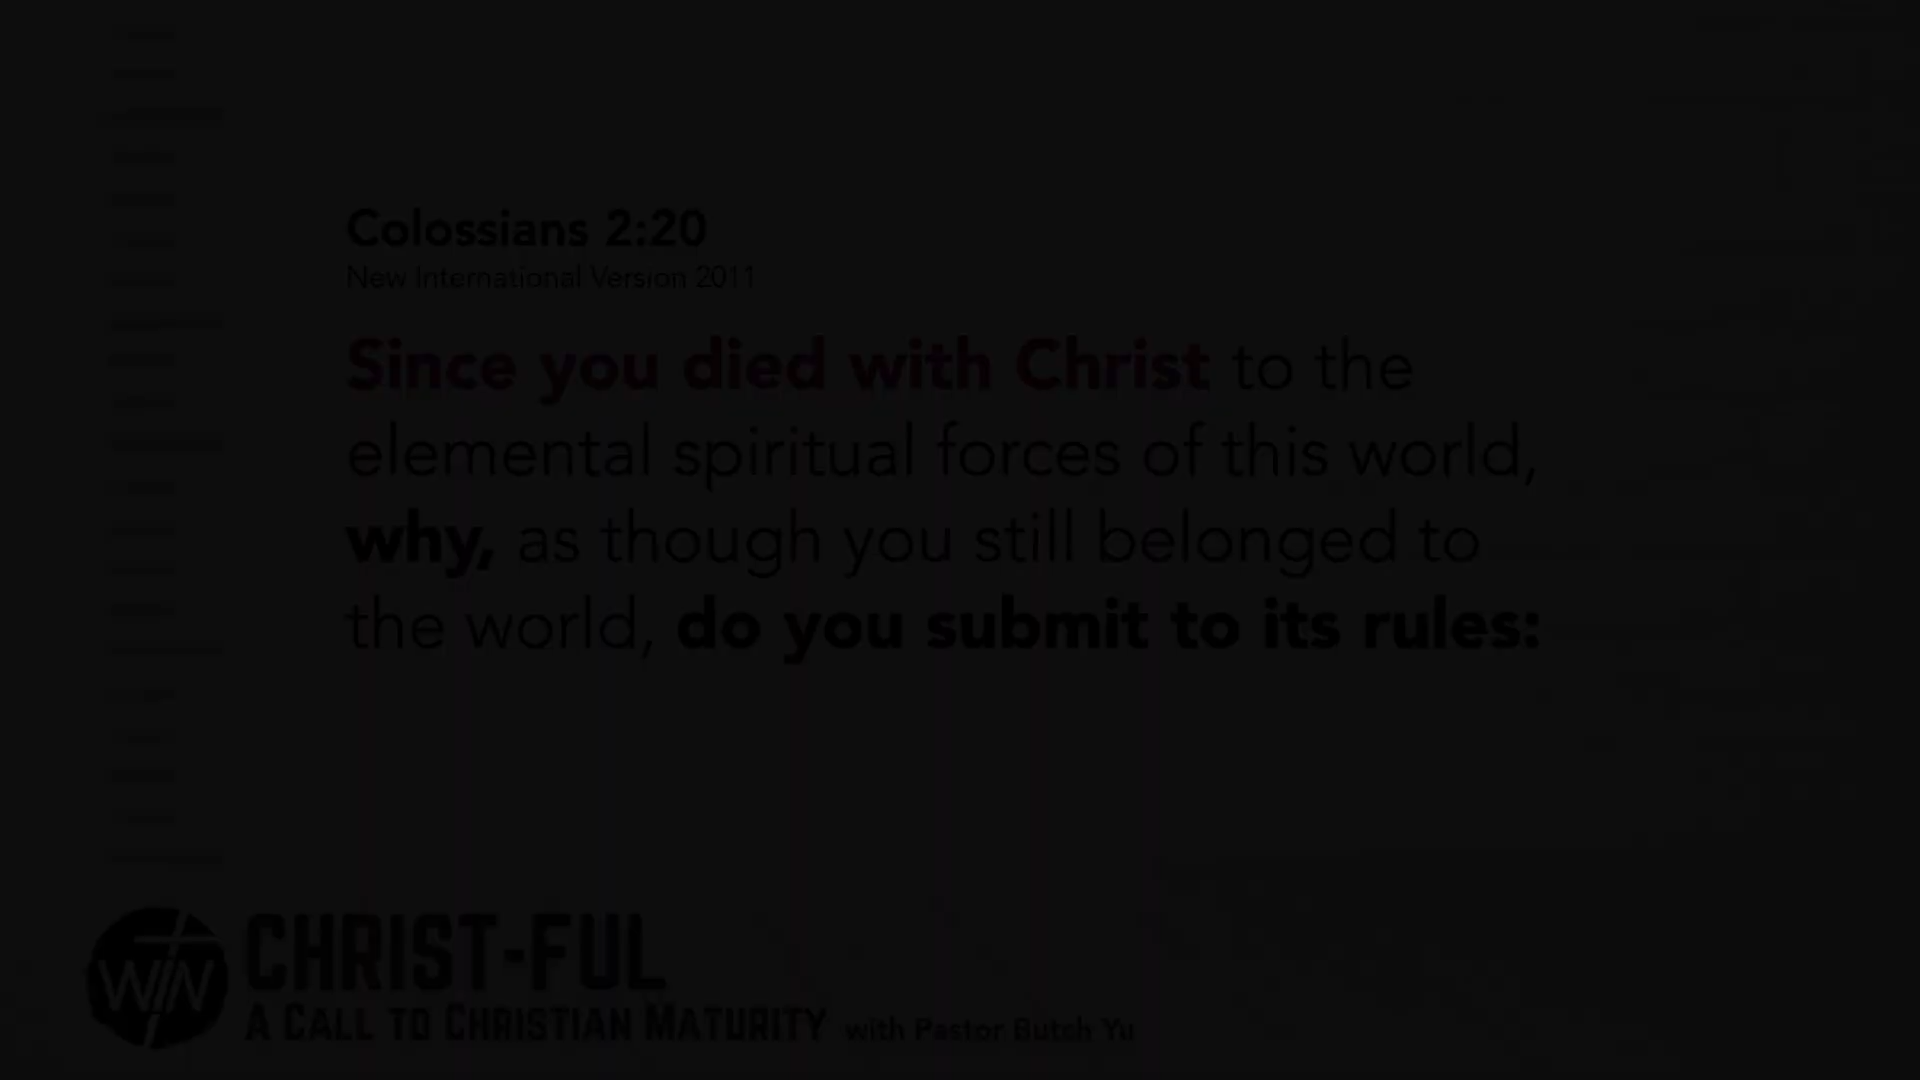 Colossians 2:20
New International Version 2011
Since you died with Christ to the
elemental spiritual forces of this world,
why, as though you still belonged to
the world, do you submit to its rules:
WIN
CHRIST-FUL
A CALL TO CHRISTIAN MATURITY with Pastor Butch Yu